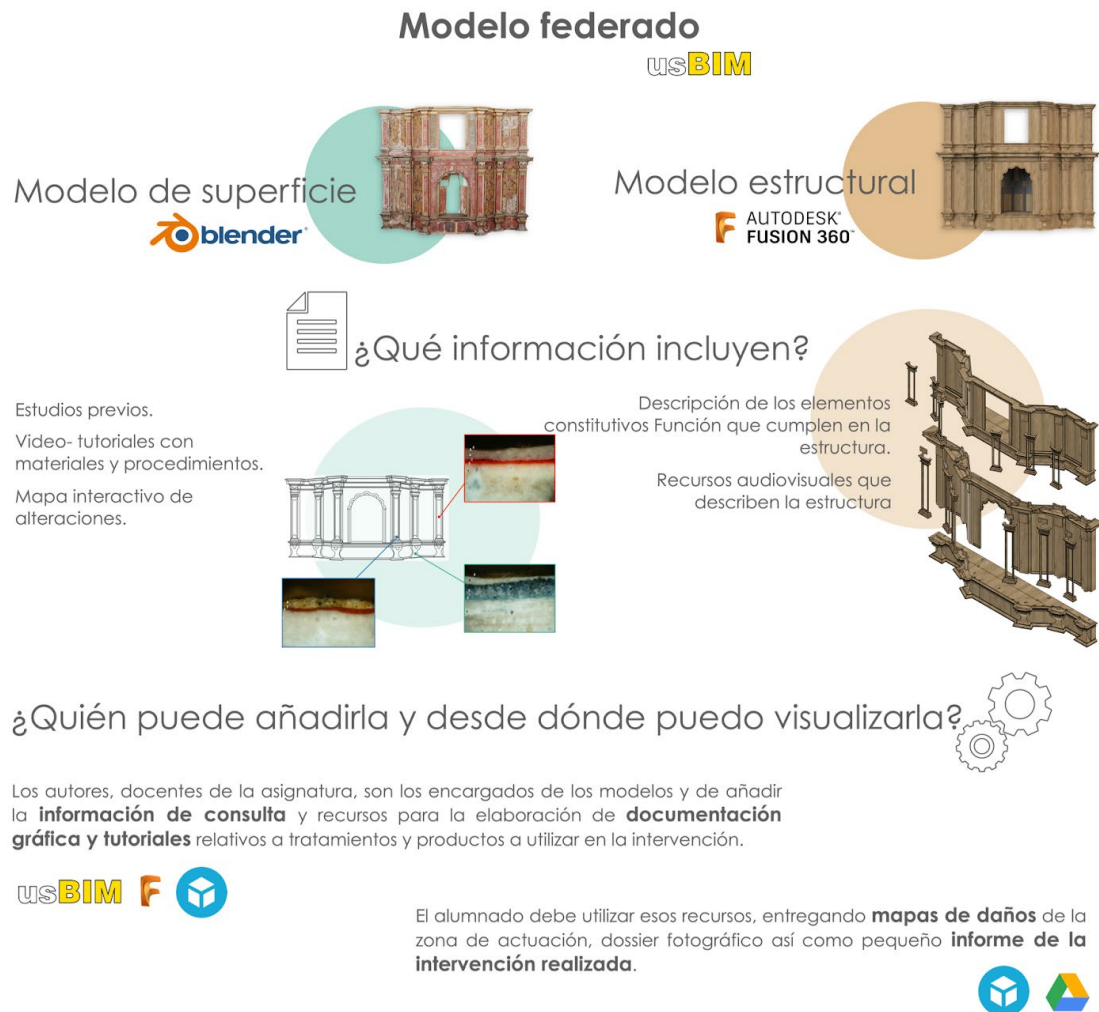 Modelo federado
usBIM
Modelo de superficie
blender
Modelo estructural
AUTODESK®
FUSION 360™
¿Qué información incluyen?
Estudios previos.
Video- tutoriales con
materiales y procedimientos.
Mapa interactivo de
alteraciones.
Descripción de los elementos
constitutivos Función que cumplen en la
estructura.
Recursos audiovisuales que
describen la estructura
¿Quién puede añadirla y desde dónde puedo visualizarla?
Los autores, docentes de la asignatura, son los encargados de los modelos y de añadir
la información de consulta y recursos para la elaboración de documentación
gráfica y tutoriales relativos a tratamientos y productos a utilizar en la intervención.
usBIM
El alumnado debe utilizar esos recursos, entregando mapas de daños de la
zona de actuación, dossier fotográfico así como pequeño informe de la
intervención realizada.